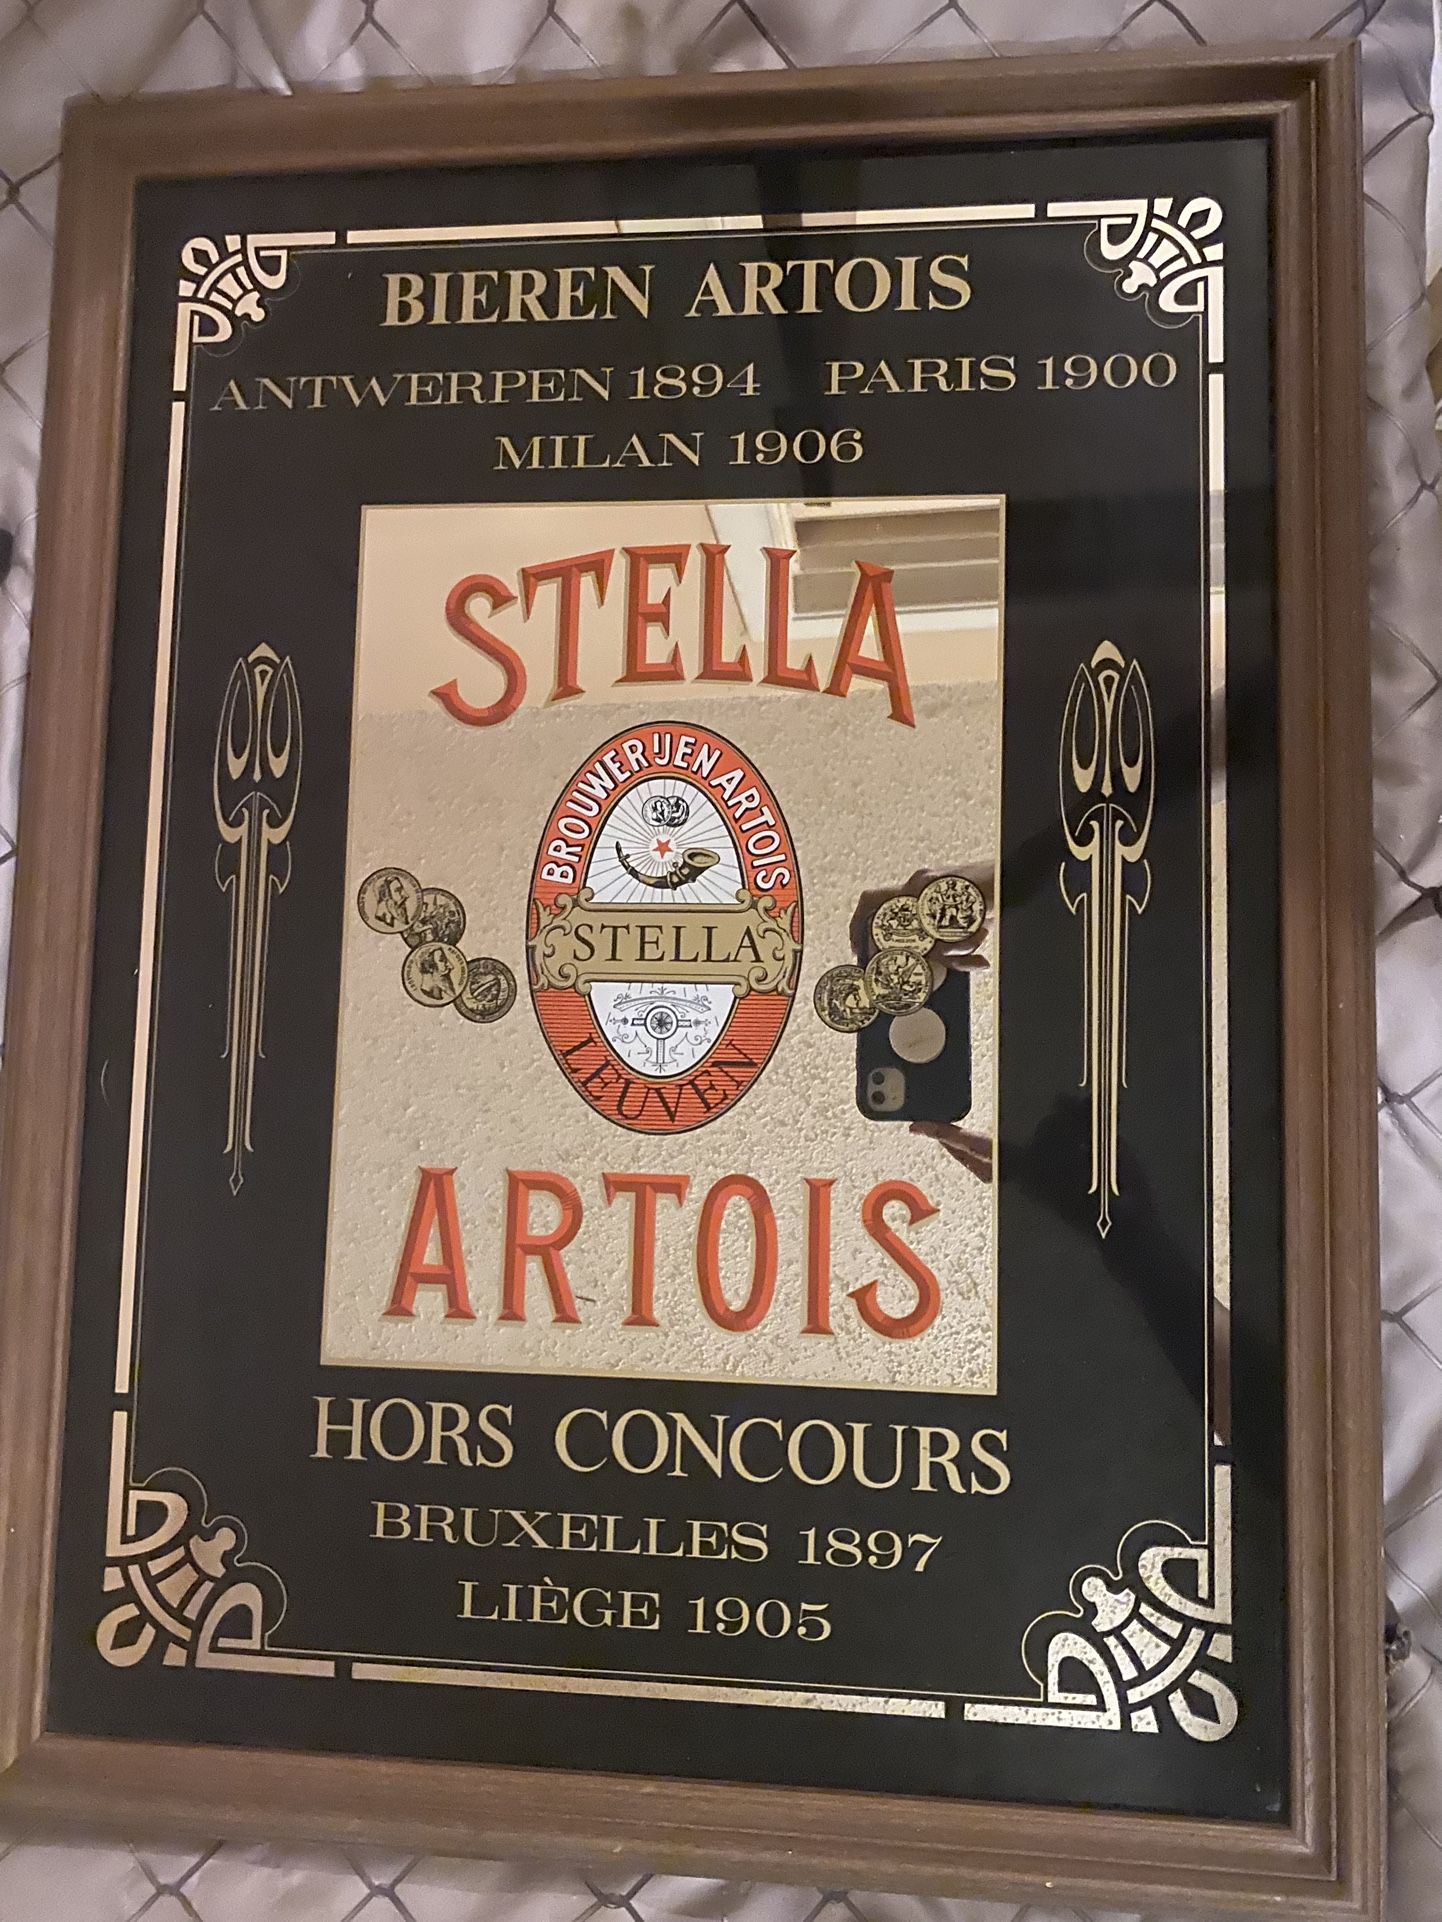 BIEREN ARTOIS
ANTWERPEN 1894 PARIS 1900
MILAN 1906
STELLA
BROUWERIJEN ARTOIS
STELLA
LEUVEN
ARTOIS
HORS CONCOURS
BRUXELLES 1897
LIÈGE 1905